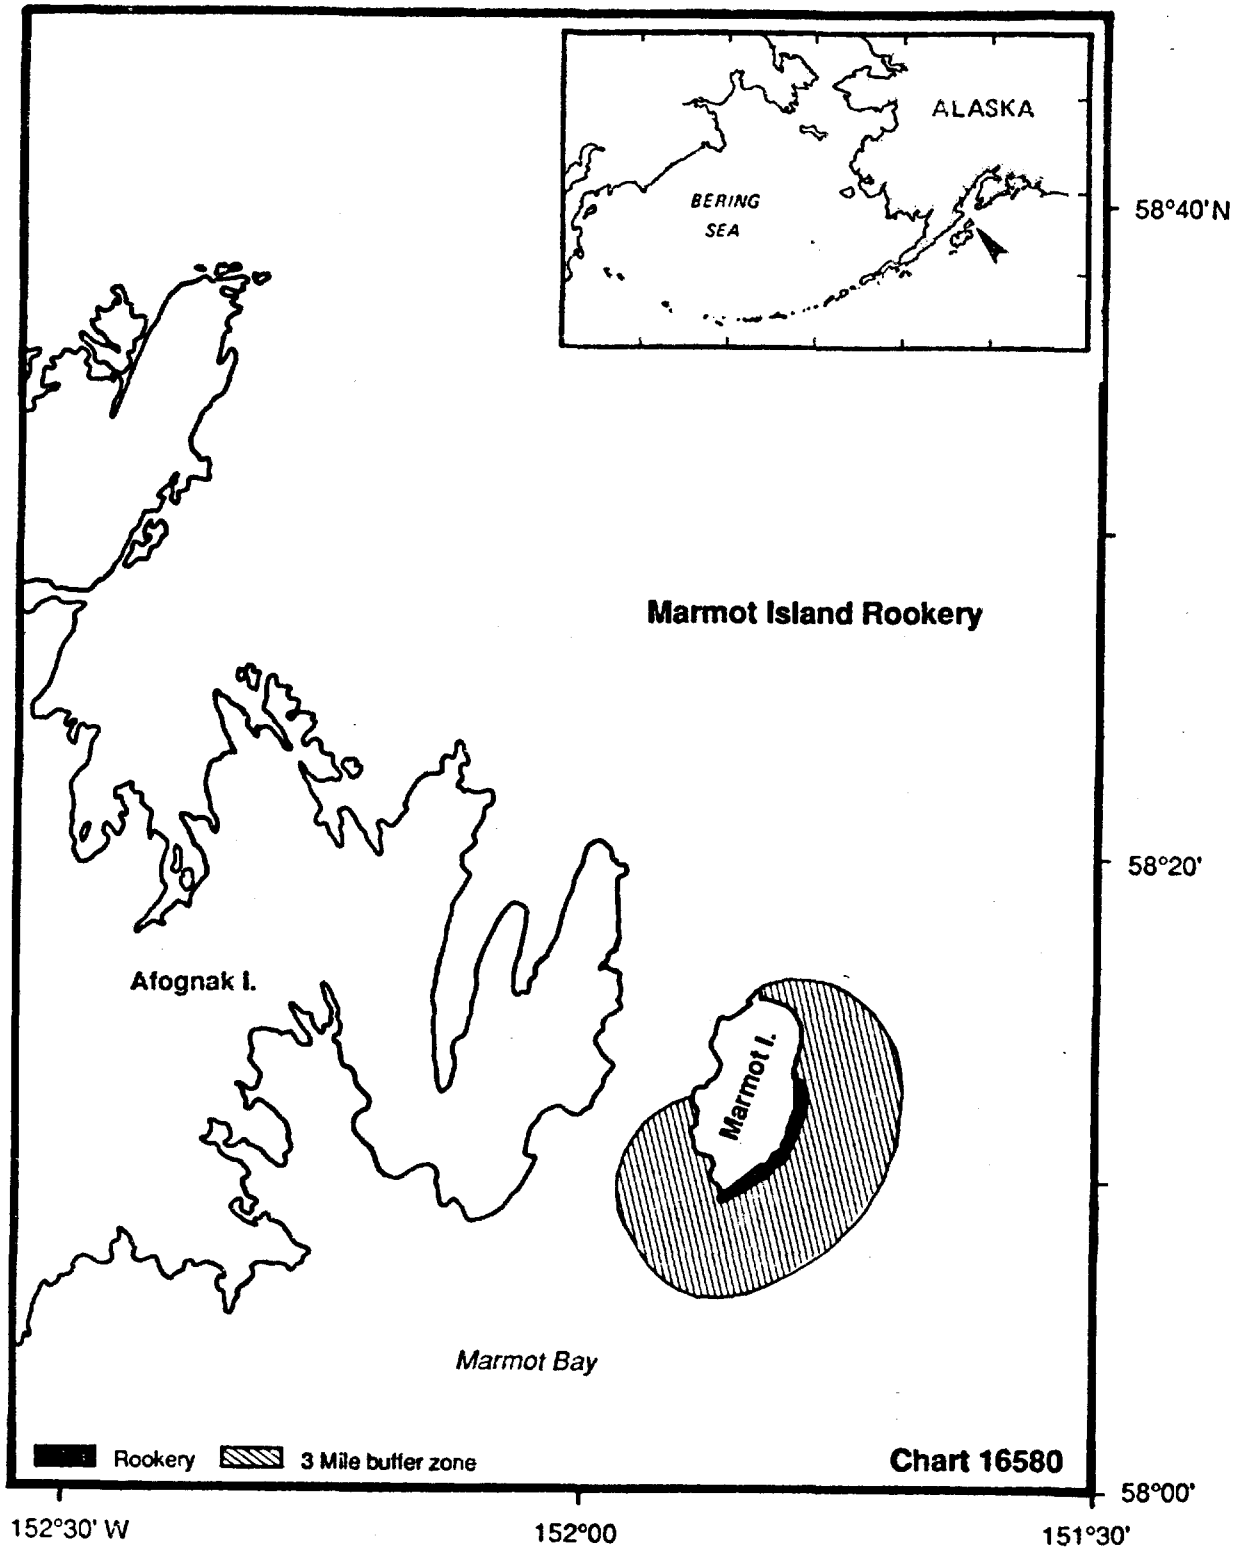 ALASKA
BERING
SEA
58°40'N
Marmot Island Rookery
58°20'
Afognak I.
Marmot I.
Marmot Bay
Rookery
3 Mile buffer zone
Chart 16580
58°00'
152°30' W
152°00
151°30'